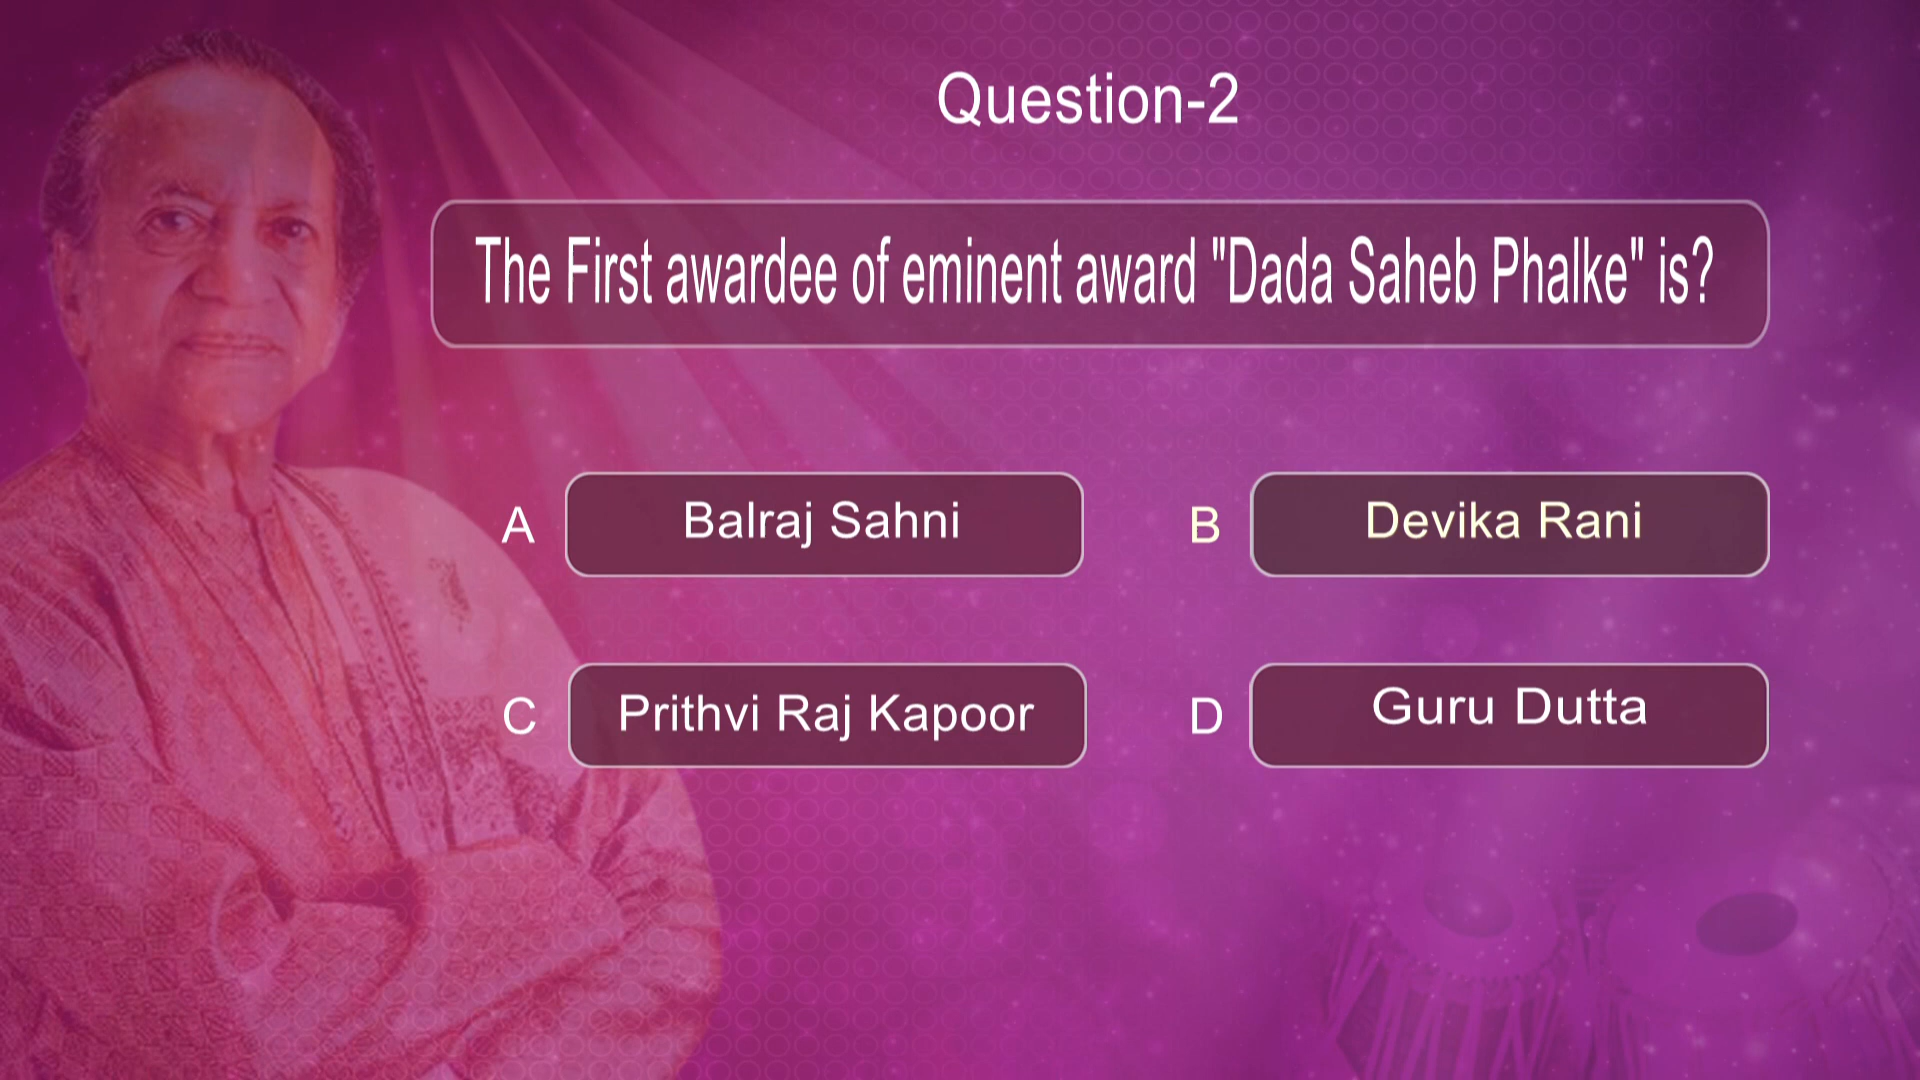 Question-2
The First awardee of eminent award "Dada Saheb Phalke" is?
A Balraj Sahni
B Devika Rani
C Prithvi Raj Kapoor
D Guru Dutta